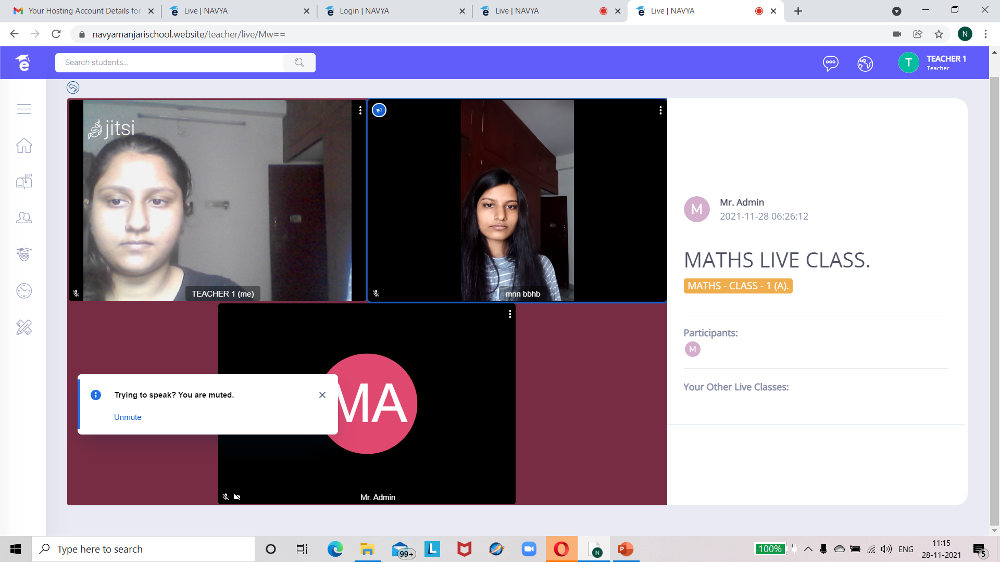 Your Hosting Account Details for
Live | NAVYA
Login | NAVYA
Live | NAVYA
Live | NAVYA
navyamanjarischool.website/teacher/live/Mw==
N
e
Search students...
T
TEACHER 1
Teacher
jitsi
TEACHER 1 (me)
mnn bbhb
M
Mr. Admin
2021-11-28 06:26:12
MATHS LIVE CLASS.
MATHS - CLASS - 1 (A).
Participants:
M
Your Other Live Classes:
Trying to speak? You are muted.
Unmute
MA
Mr. Admin
Type here to search
99+
L
N
P
100%
ENG
11:15
28-11-2021
5